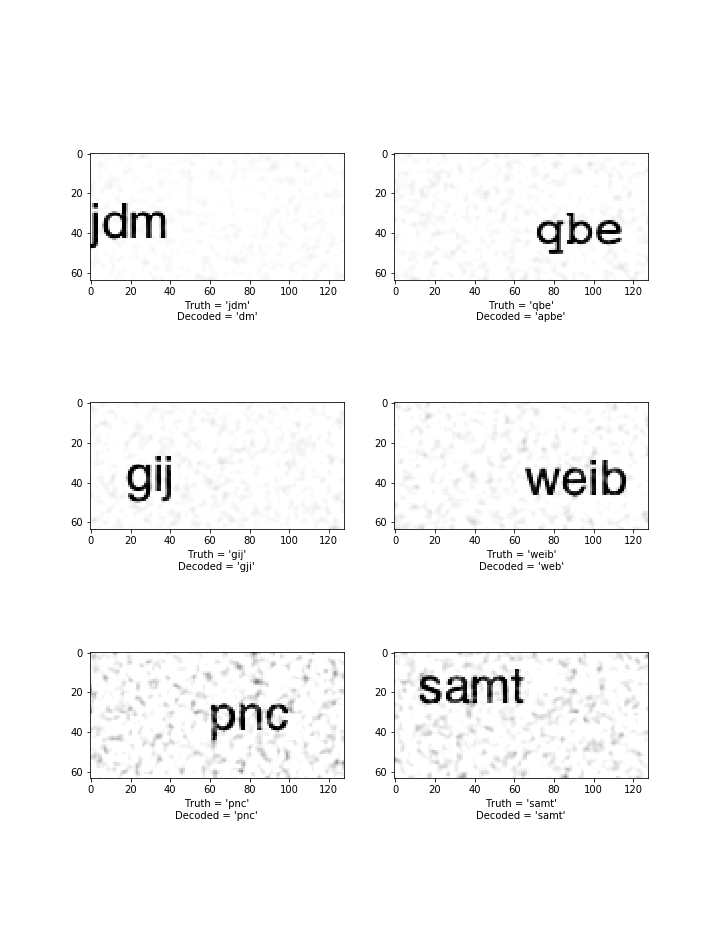 0
20
40
60
jdm
0 20 40 60 80 100 120
Truth = 'jdm'
Decoded = 'dm'
0
20
40
60
qbe
0 20 40 60 80 100 120
Truth = 'qbe'
Decoded = 'apbe'
0
20
40
60
gij
0 20 40 60 80 100 120
Truth = 'gij'
Decoded = 'gji'
0
20
40
60
weib
0 20 40 60 80 100 120
Truth = 'weib'
Decoded = 'web'
0
20
40
60
pnc
0 20 40 60 80 100 120
Truth = 'pnc'
Decoded = 'pnc'
0
20
40
60
samt
0 20 40 60 80 100 120
Truth = 'samt'
Decoded = 'samt'